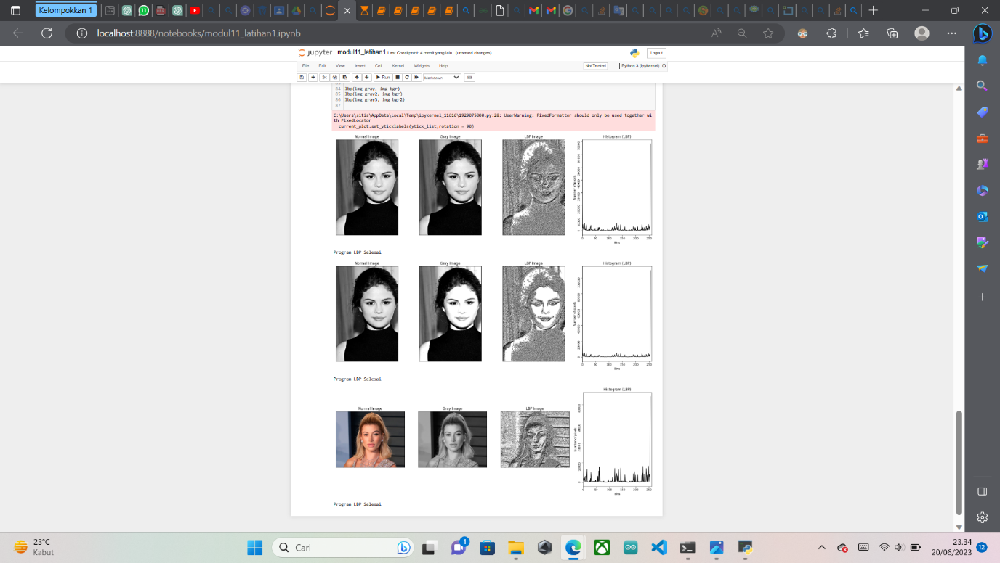 Kelompokkan 1
localhost:8888/notebooks/modul11_latihan1.ipynb
jupyter modul11_latihan1 Last Checkpoint: 4 menit yang lalu (unsaved changes)
Logout
File Edit View Insert Cell Kernel Widgets Help
Not Trusted
Python 3 (ipykernel)
Run
Markdown
84 lbp(img_gray, img_bgr)
85 lbp(img_gray2, img_bgr)
86 lbp(img_gray3, img_bgr2)
87
C:\Users\sitis\AppData\Local\Temp\ipykernel_11616\1929075000.py:28: UserWarning: FixedFormatter should only be used together wi
th FixedLocator
current_plot.set_yticklabels(ytick_list,rotation = 90)
Normal Image Gray Image LBP Image Histogram (LBP)
Number of pixels
0 50 100 150 200 250
Bins
Program LBP Selesai
Normal Image Gray Image LBP Image Histogram (LBP)
Number of pixels
0 50 100 150 200 250
Bins
Program LBP Selesai
Histogram (LBP)
Normal Image Gray Image LBP Image
Number of pixels
0 50 100 150 200 250
Bins
Program LBP Selesai
23°C
Kabut
Cari
1
23.34
20/06/2023
12